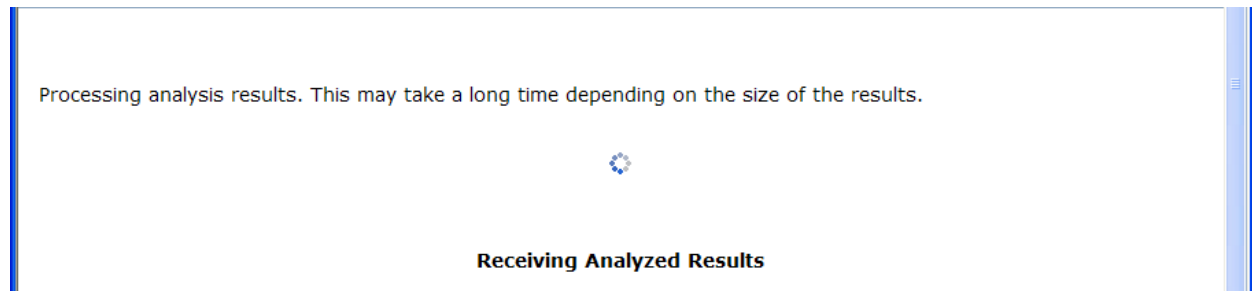 Processing analysis results. This may take a long time depending on the size of the results.
Receiving Analyzed Results